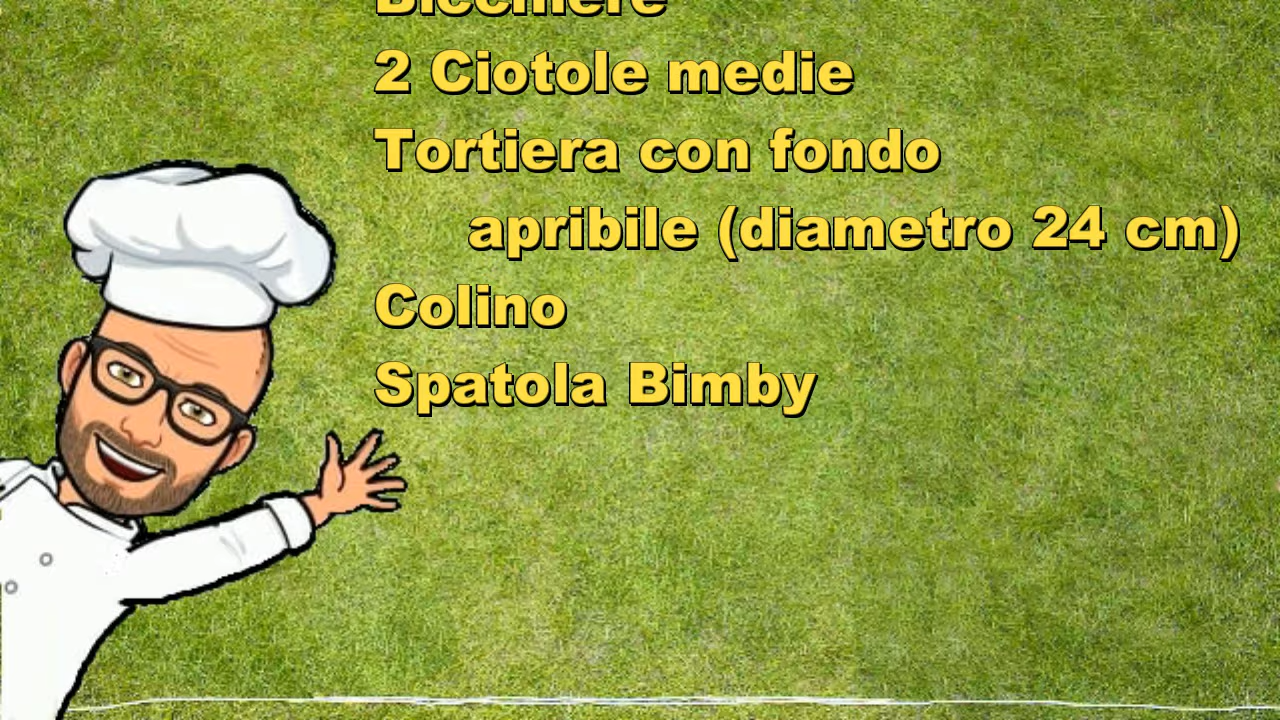 Bicchiere
2 Ciotole medie
Tortiera con fondo
apribile (diametro 24 cm)
Colino
Spatola Bimby